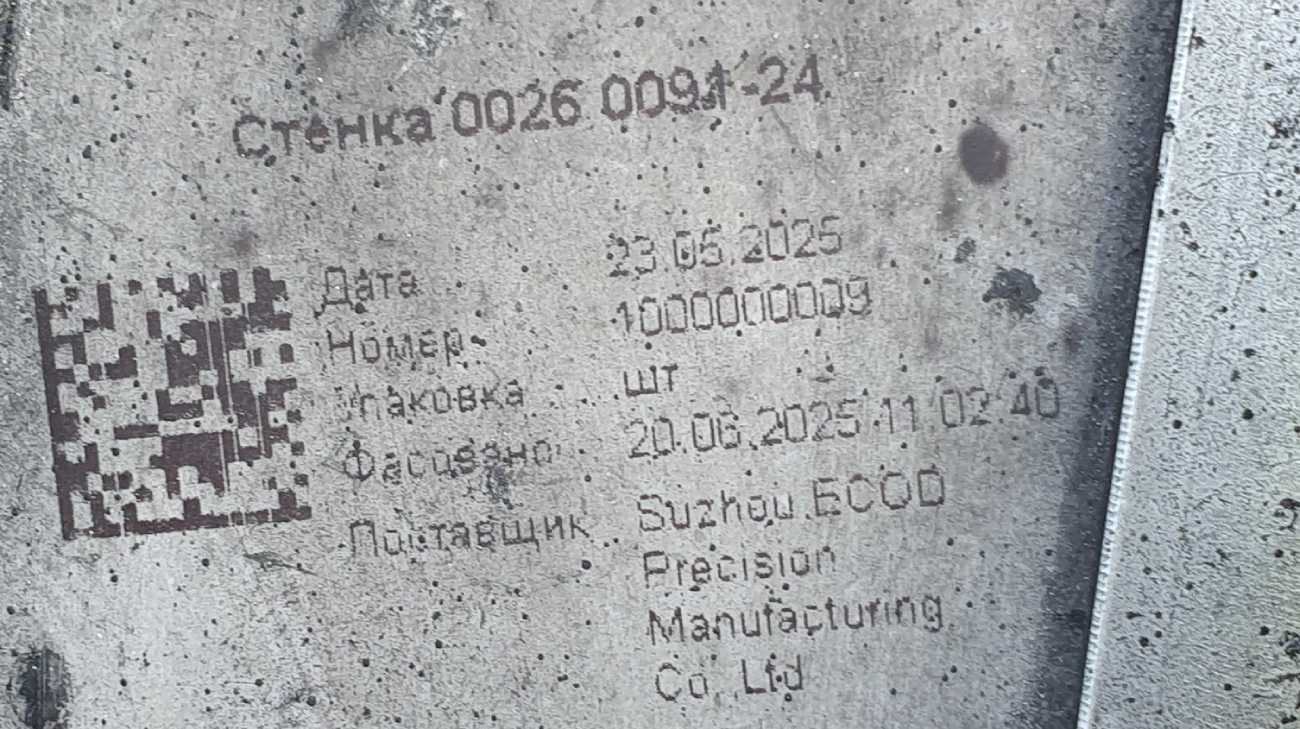 Стенка 0026 0091-24
Дата 23.05.2025
Номер 1000000009
Упаковка шт
Фасовано 20.06.2025 11 02 40
Поставщик Suzhou ECOD
Precision
Manufacturing
Co, Ltd